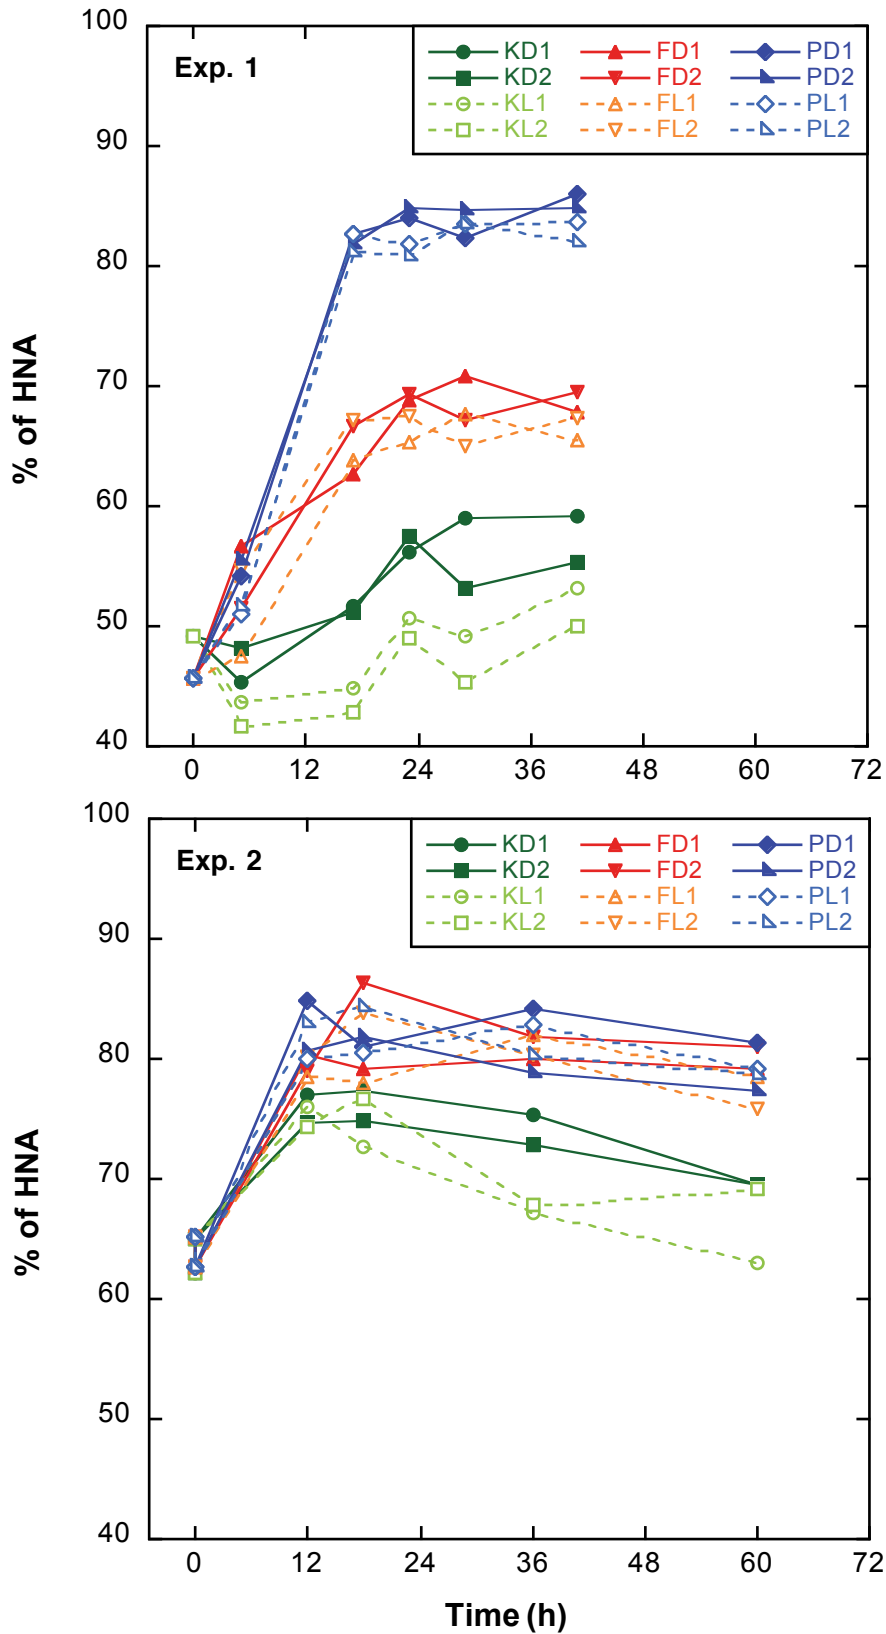 100
Exp. 1
KD1 FD1 PD1
KD2 FD2 PD2
KL1 FL1 PL1
KL2 FL2 PL2
90
80
70
60
50
40
% of HNA
0 12 24 36 48 60 72
100
Exp. 2
KD1 FD1 PD1
KD2 FD2 PD2
KL1 FL1 PL1
KL2 FL2 PL2
90
80
70
60
50
40
% of HNA
0 12 24 36 48 60 72
Time (h)